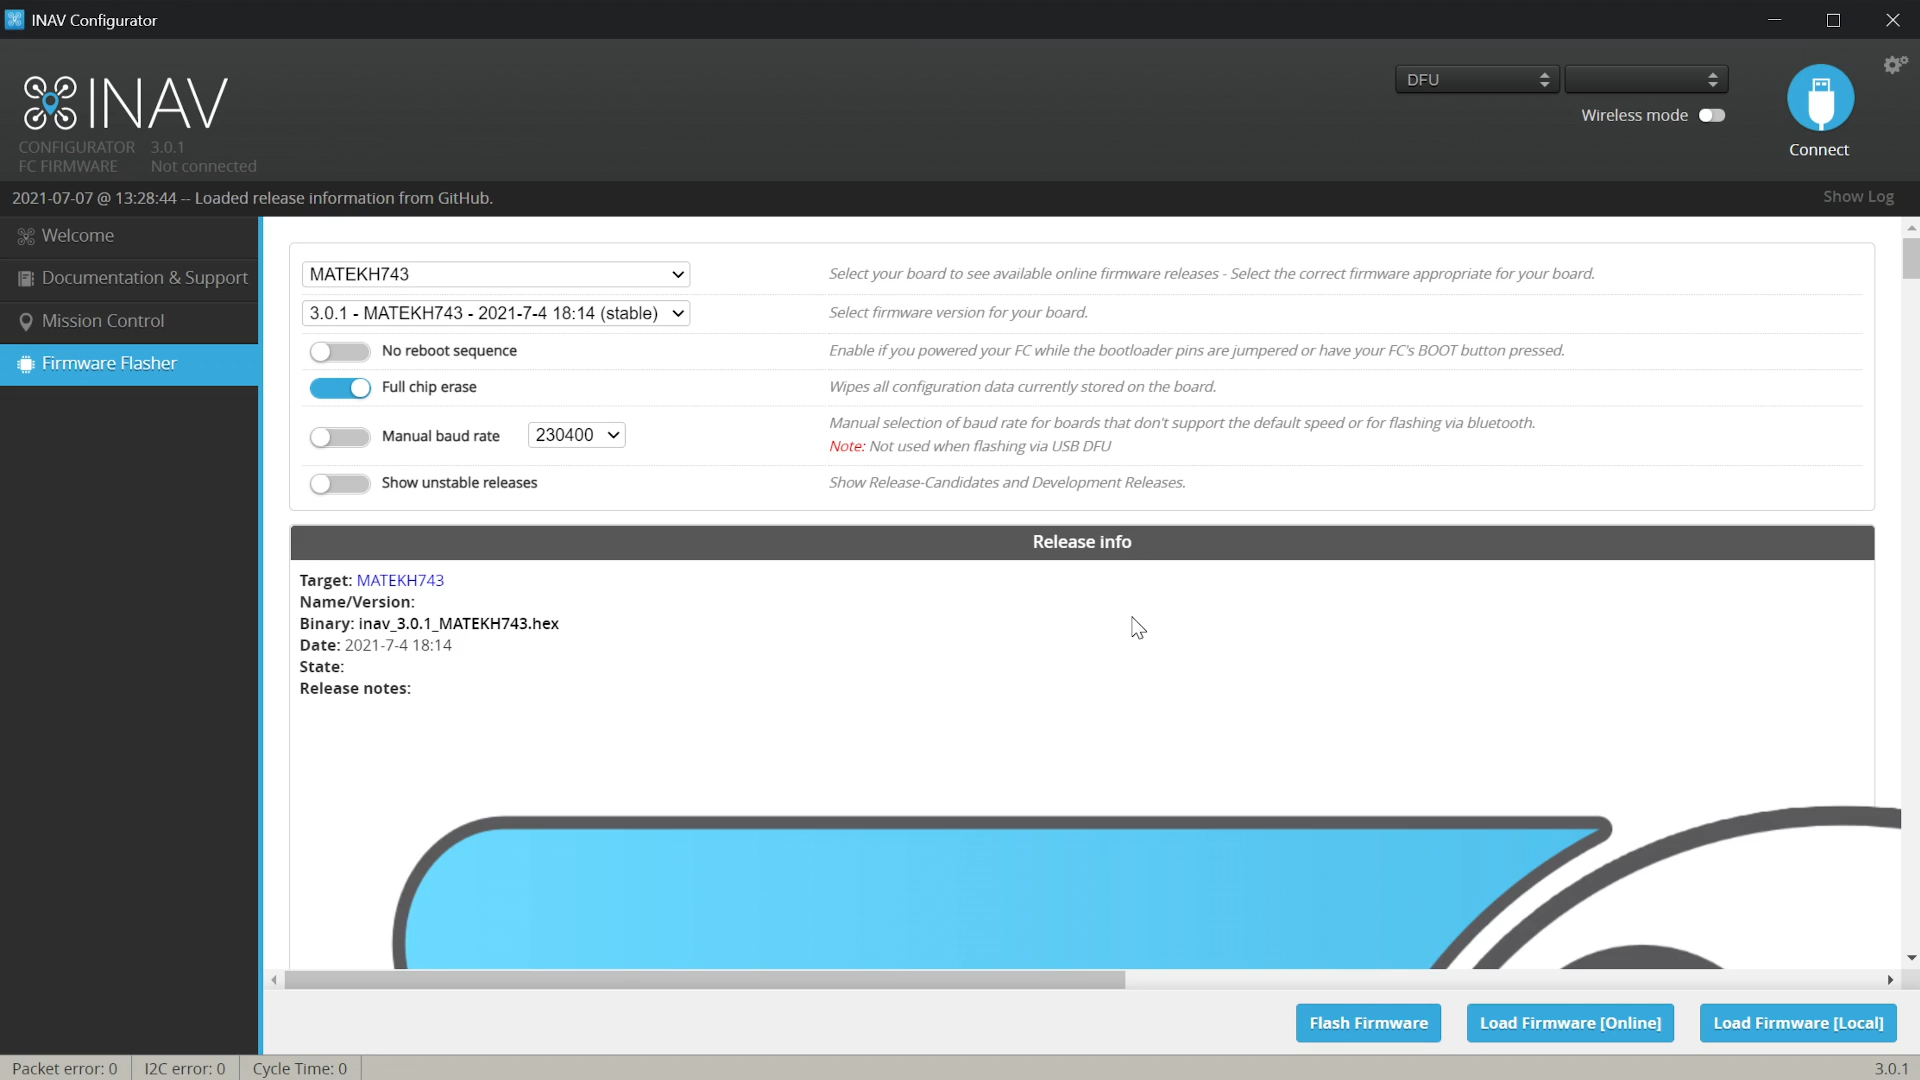 INAV Configurator
INAV
CONFIGURATOR 3.0.1
FC FIRMWARE Not connected
DFU
Wireless mode
Connect
2021-07-07 @ 13:28:44 -- Loaded release information from GitHub.
Show Log
Welcome
Documentation & Support
Mission Control
Firmware Flasher
MATEKH743
Select your board to see available online firmware releases - Select the correct firmware appropriate for your board.
3.0.1 - MATEKH743 - 2021-7-4 18:14 (stable)
Select firmware version for your board.
No reboot sequence
Enable if you powered your FC while the bootloader pins are jumpered or have your FC's BOOT button pressed.
Full chip erase
Wipes all configuration data currently stored on the board.
Manual baud rate 230400
Manual selection of baud rate for boards that don't support the default speed or for flashing via bluetooth.
Note: Not used when flashing via USB DFU
Show unstable releases
Show Release-Candidates and Development Releases.
Release info
Target: MATEKH743
Name/Version:
Binary: inav_3.0.1_MATEKH743.hex
Date: 2021-7-4 18:14
State:
Release notes:
Flash Firmware
Load Firmware [Online]
Load Firmware [Local]
Packet error: 0
I2C error: 0
Cycle Time: 0
3.0.1